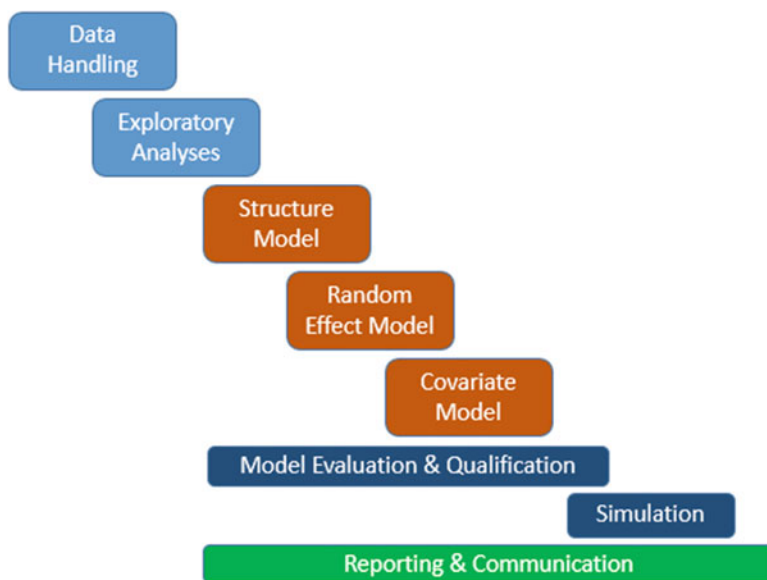 Data
Handling
Exploratory
Analyses
Structure
Model
Random
Effect Model
Covariate
Model
Model Evaluation & Qualification
Simulation
Reporting & Communication